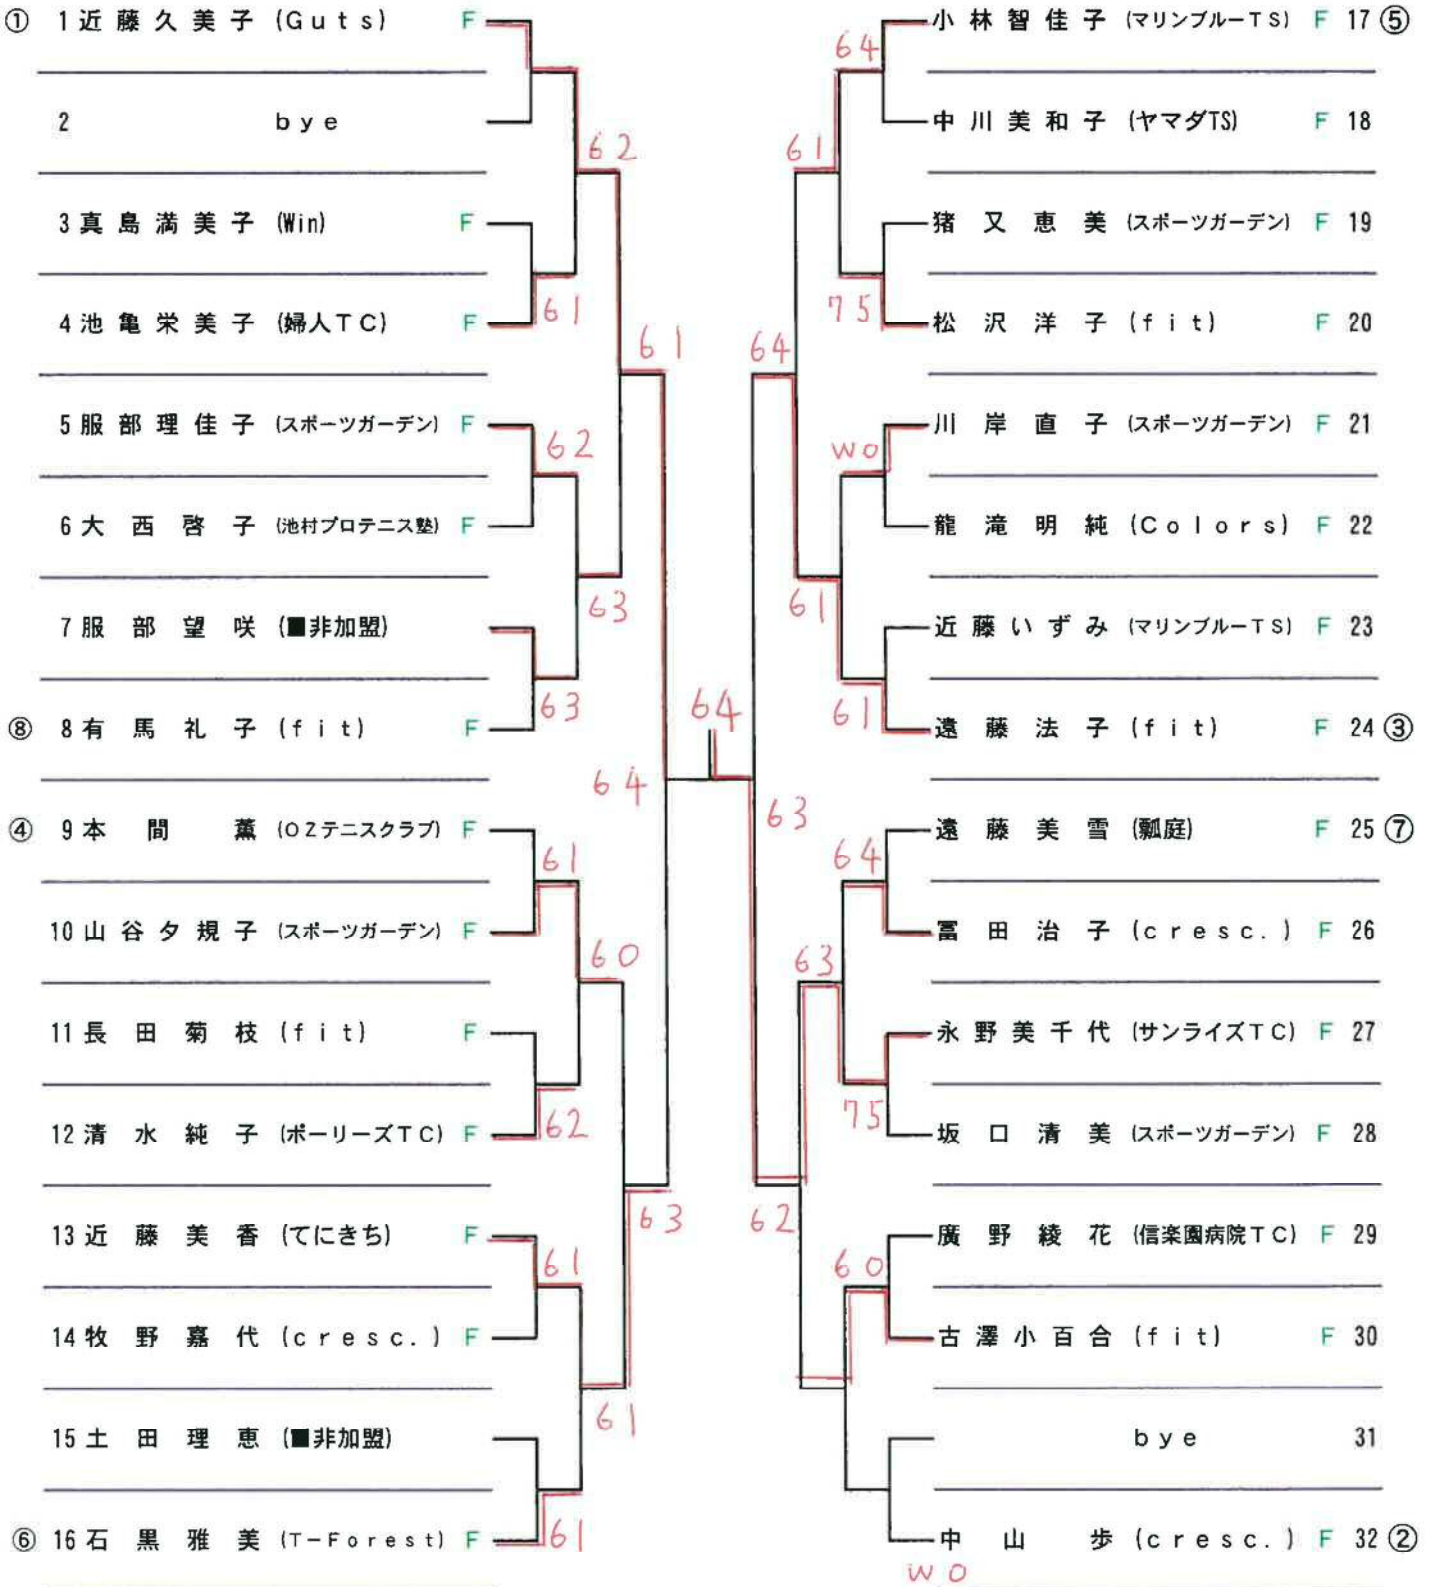 ① 1 近藤久美子 (Guts) F
2 bye
62
3 真島満美子 (Win) F
4 池亀栄美子 (婦人TC) F
61
61
5 服部理佳子 (スポーツガーデン) F
62
6 大西啓子 (池村プロテニス塾) F
63
7 服部望咲 (■非加盟)
63
⑧ 8 有馬礼子 (fit) F
64
④ 9 本間薫 (OZテニスクラブ) F
61
10 山谷夕規子 (スポーツガーデン) F
60
11 長田菊枝 (fit) F
12 清水純子 (ポーリーズTC) F
62
63
13 近藤美香 (てにきち) F
61
14 牧野嘉代 (cresc.) F
61
15 土田理恵 (■非加盟)
⑥ 16 石黒雅美 (T-Forest) F
61
64
小林智佳子 (マリンブルーTS) F 17 ⑤
64
中川美和子 (ヤマダTS) F 18
61
猪又恵美 (スポーツガーデン) F 19
75
松沢洋子 (fit) F 20
64
川岸直子 (スポーツガーデン) F 21
WO
龍滝明純 (Colors) F 22
61
近藤いずみ (マリンブルーTS) F 23
61
遠藤法子 (fit) F 24 ③
63
遠藤美雪 (瓢庭) F 25 ⑦
64
冨田治子 (cresc.) F 26
63
永野美千代 (サンライズTC) F 27
75
坂口清美 (スポーツガーデン) F 28
62
廣野綾花 (信楽園病院TC) F 29
60
古澤小百合 (fit) F 30
bye 31
中山歩 (cresc.) F 32 ②
WO